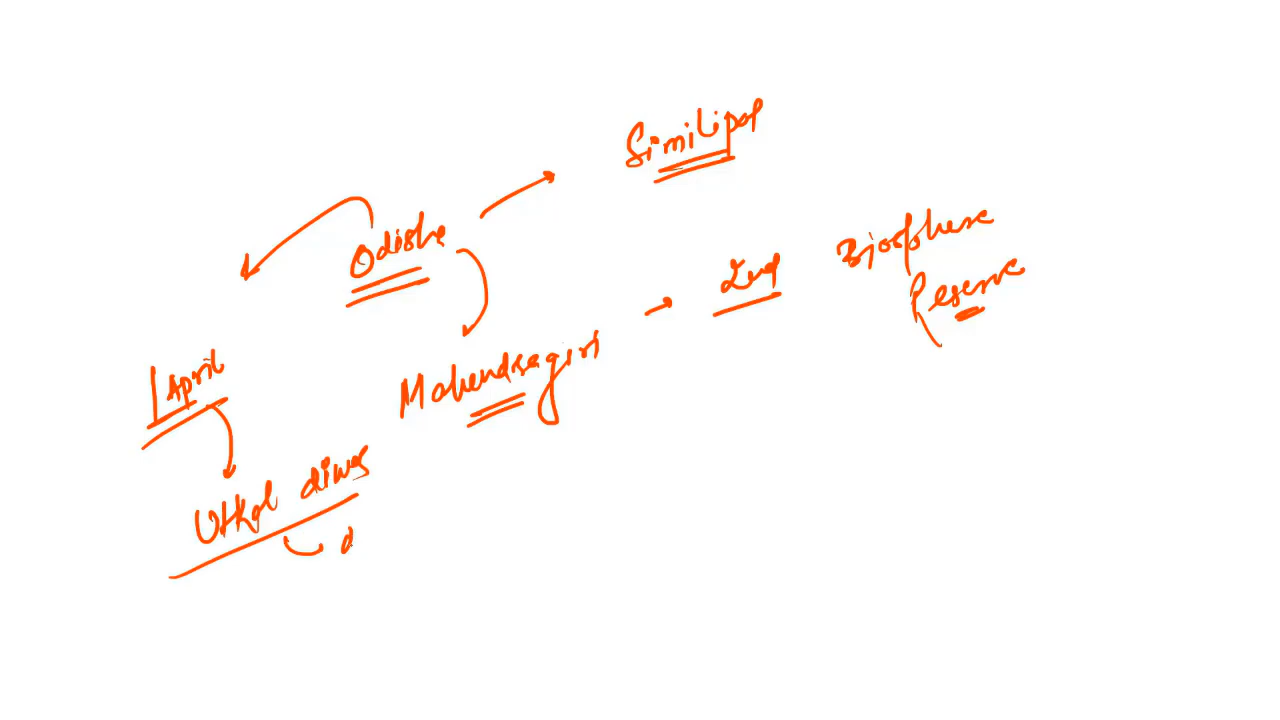 Similipal
Odisha
2nd Biosphere
Reserve
Mahendragiri
1 April
Utkal diwas
d